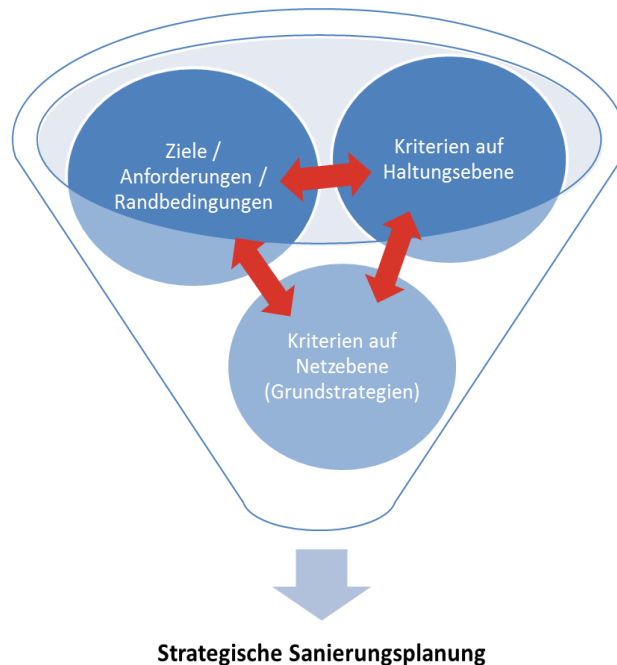 Ziele /
Anforderungen /
Randbedingungen
Kriterien auf
Haltungsebene
Kriterien auf
Netzebene
(Grundstrategien)
Strategische Sanierungsplanung